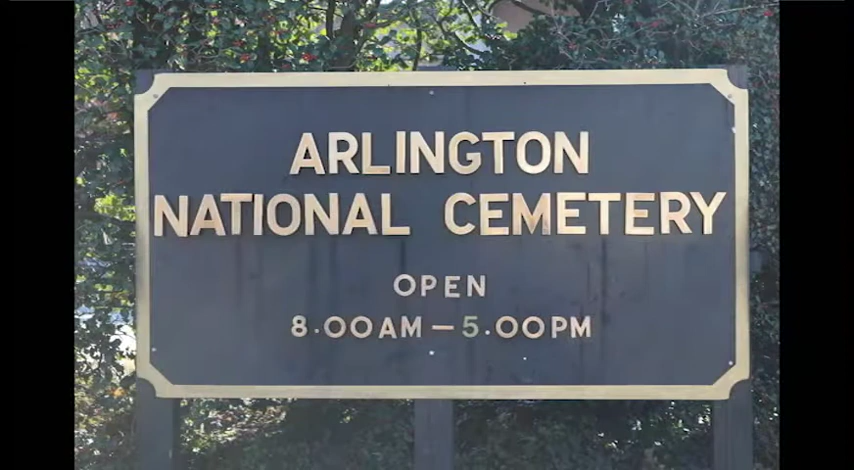 ARLINGTON
NATIONAL CEMETERY
OPEN
8.00AM — 5.00PM